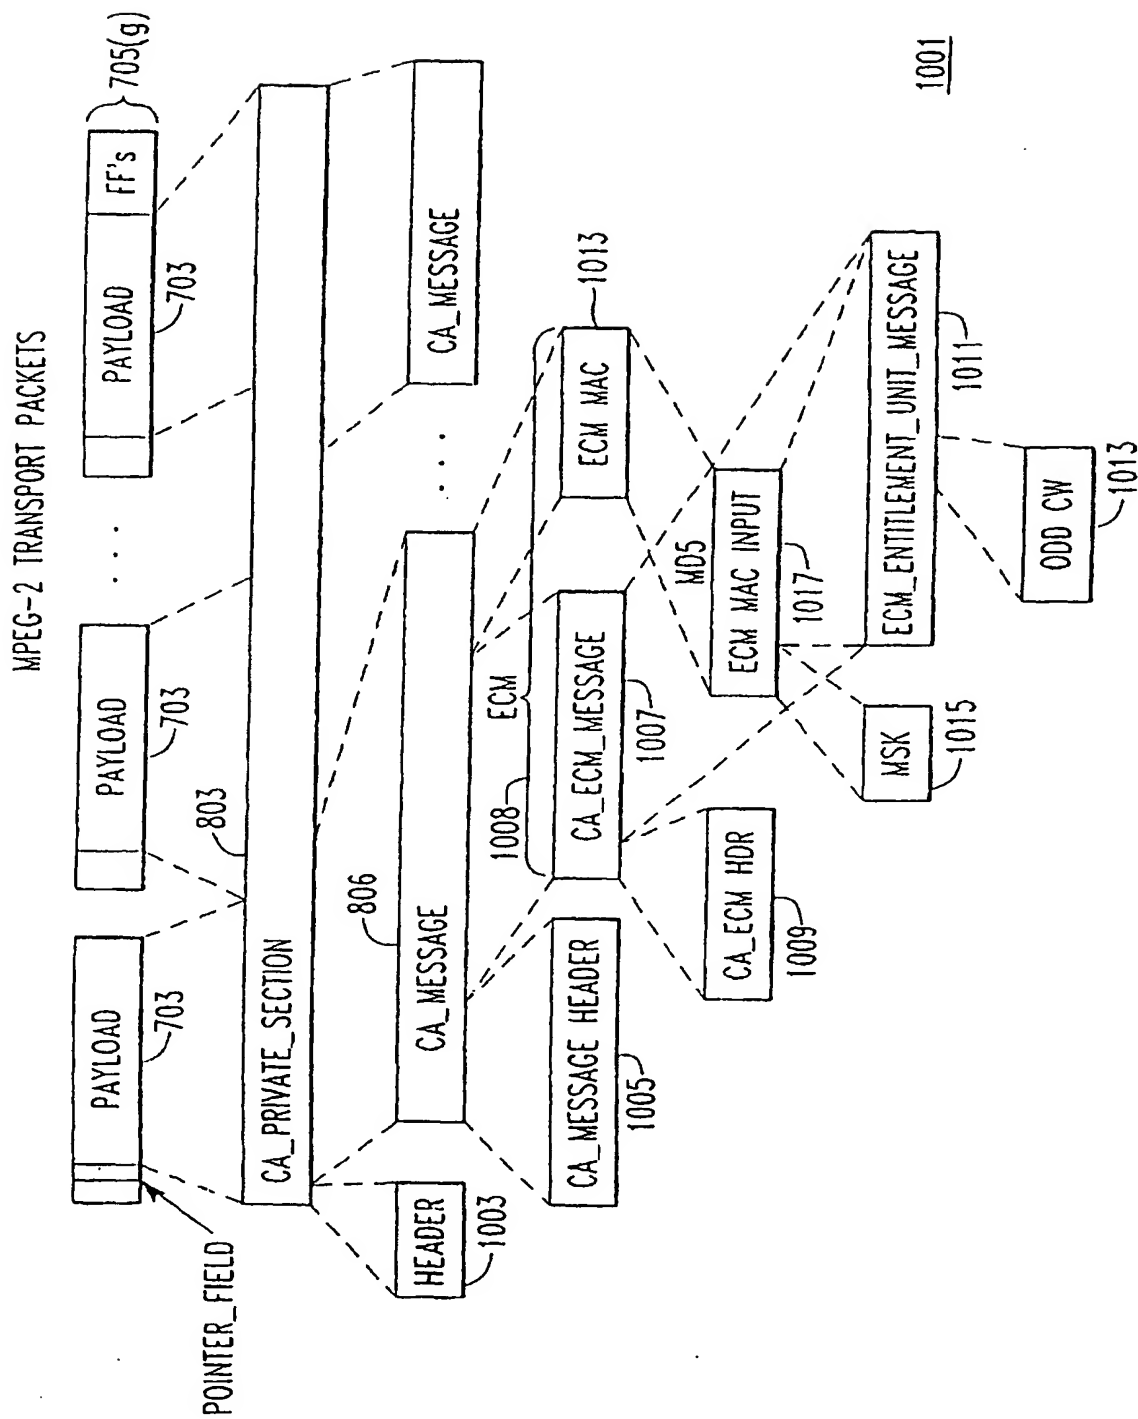 MPEG-2 TRANSPORT PACKETS
POINTER_FIELD
PAYLOAD
703
PAYLOAD
703
. . .
PAYLOAD
703
FF's
705(g)
803
CA_PRIVATE_SECTION
HEADER
1003
806
CA_MESSAGE
. . .
CA_MESSAGE
1008
ECM
CA_MESSAGE HEADER
1005
CA_ECM_MESSAGE
1007
ECM MAC
1013
CA_ECM HDR
1009
MD5
ECM MAC INPUT
1017
MSK
1015
ECM_ENTITLEMENT_UNIT_MESSAGE
1011
ODD CW
1013
1001